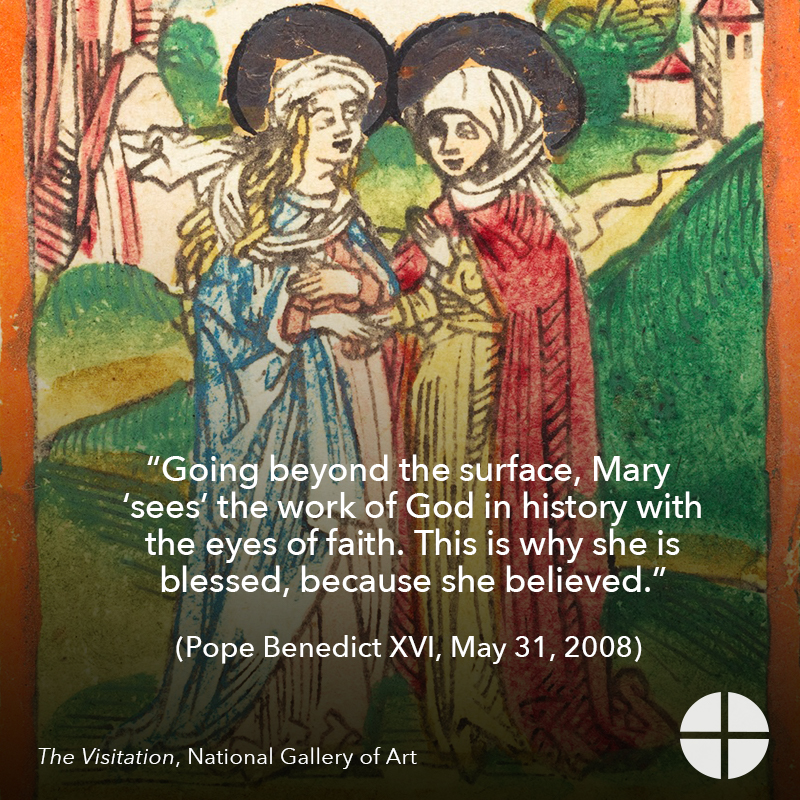 “Going beyond the surface, Mary
‘sees’ the work of God in history with
the eyes of faith. This is why she is
blessed, because she believed.”
(Pope Benedict XVI, May 31, 2008)
The Visitation, National Gallery of Art